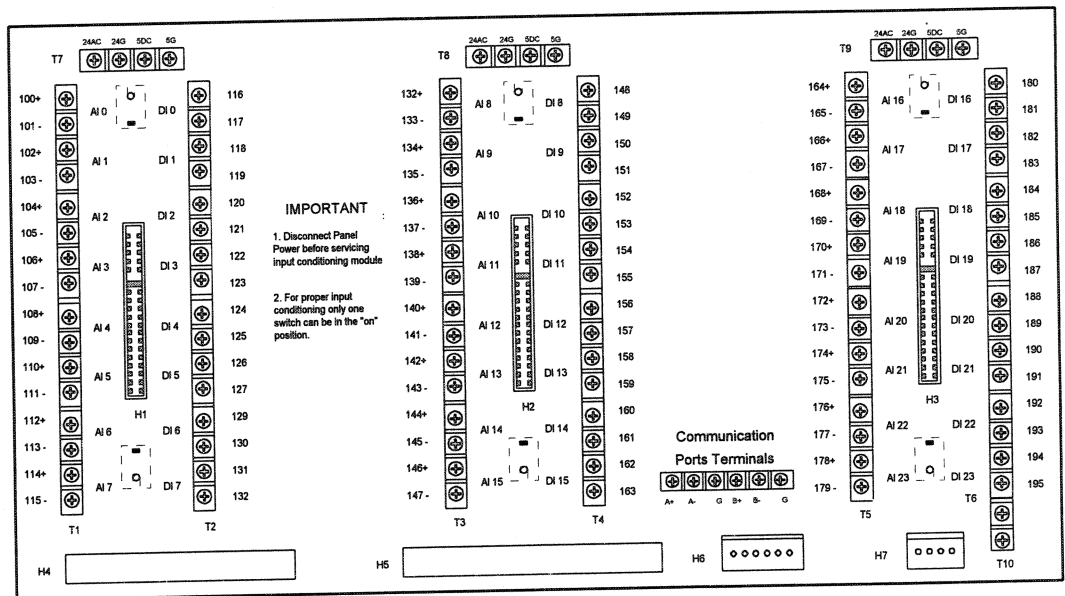 24AC 24G 5DC 5G
T7
100+
101 -
102+
103 -
104+
105 -
106+
107 -
108+
109 -
110+
111 -
112+
113 -
114+
115 -
T1
AI 0 DI 0
AI 1 DI 1
AI 2 DI 2
AI 3 DI 3
AI 4 DI 4
AI 5 DI 5
H1
AI 6 DI 6
AI 7 DI 7
116
117
118
119
120
121
122
123
124
125
126
127
129
130
131
132
T2
IMPORTANT
1. Disconnect Panel
Power before servicing
input conditioning module
2. For proper input
conditioning only one
switch can be in the "on"
position.
24AC 24G 5DC 5G
T8
132+
133 -
134+
135 -
136+
137 -
138+
139 -
140+
141 -
142+
143 -
144+
145 -
146+
147 -
T3
AI 8 DI 8
AI 9 DI 9
AI 10 DI 10
AI 11 DI 11
AI 12 DI 12
AI 13 DI 13
H2
AI 14 DI 14
AI 15 DI 15
148
149
150
151
152
153
154
155
156
157
158
159
160
161
162
163
T4
Communication
Ports Terminals
A+ A- G B+ B- G
24AC 24G 5DC 5G
T9
164+
165 -
166+
167 -
168+
169 -
170+
171 -
172+
173 -
174+
175 -
176+
177 -
178+
179 -
T5
AI 16 DI 16
AI 17 DI 17
AI 18 DI 18
AI 19 DI 19
AI 20 DI 20
AI 21 DI 21
H3
AI 22 DI 22
AI 23 DI 23
T6
180
181
182
183
184
185
186
187
188
189
190
191
192
193
194
195
T10
H4
H5
H6
H7